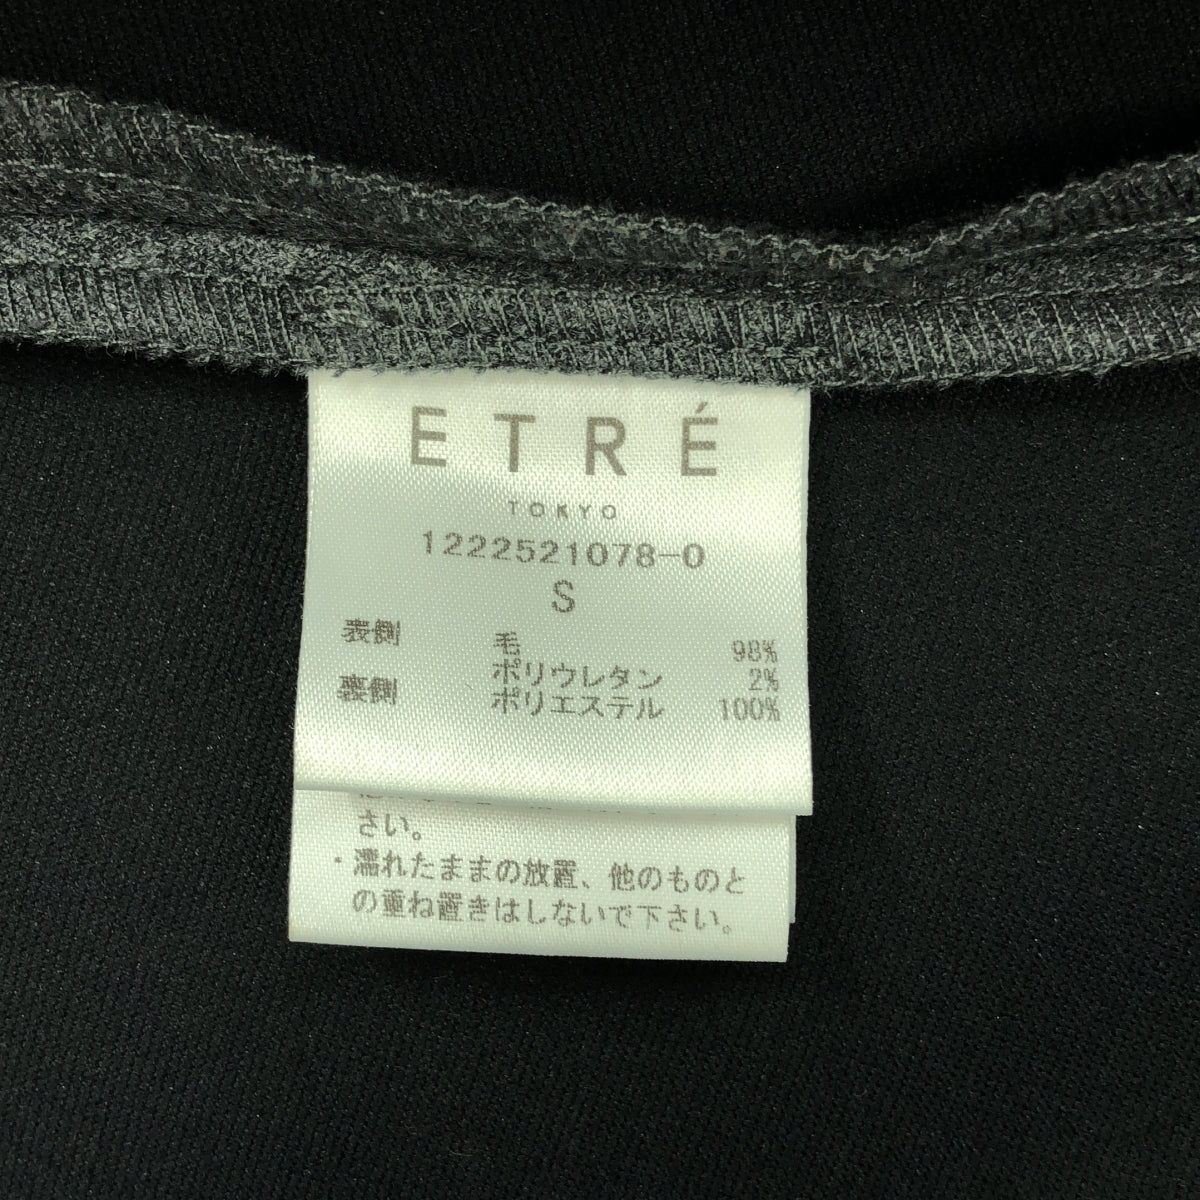 ETRÉ
TOKYO
1222521078-0
S
表側 毛 98%
ポリウレタン 2%
裏側 ポリエステル 100%
さい。
・濡れたままの放置、他のものと
の重ね置きはしないで下さい。